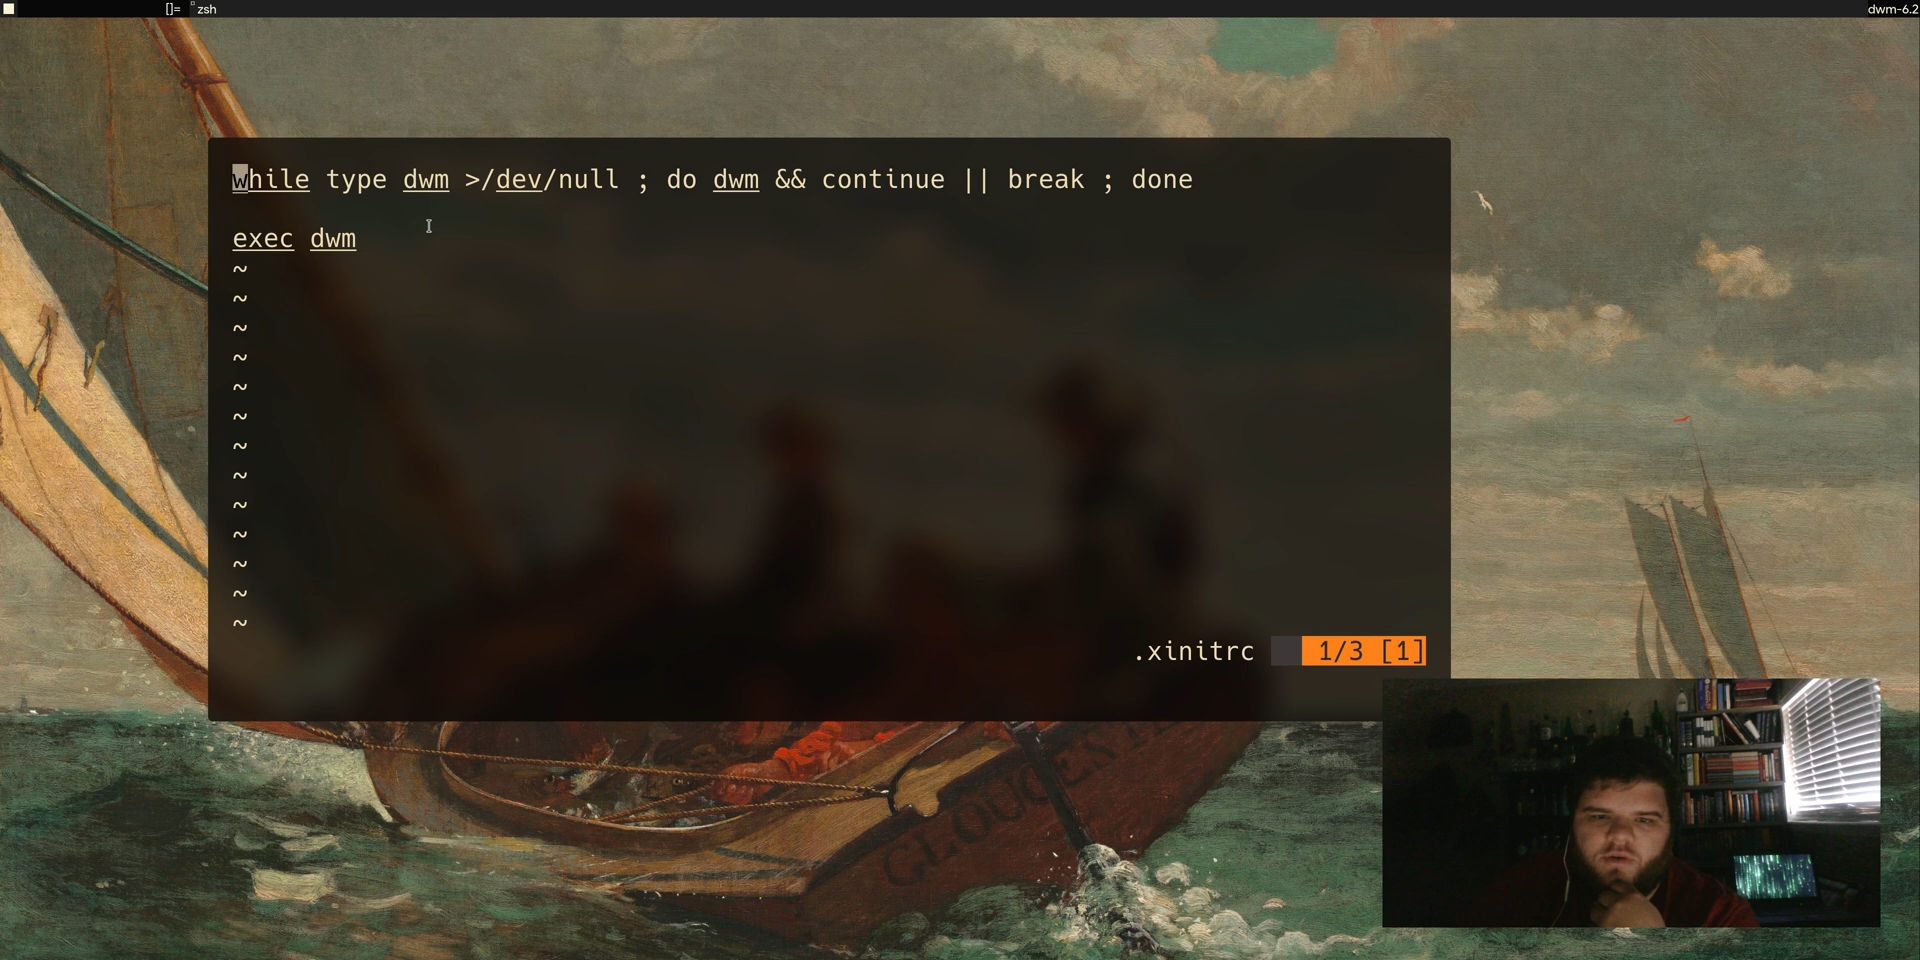 []= zsh dwm-6.2
while type dwm >/dev/null ; do dwm && continue || break ; done
exec dwm
~
~
~
~
~
~
~
~
~
~
~
~
~
.xinitrc 1/3 [1]
GLOUCESTER